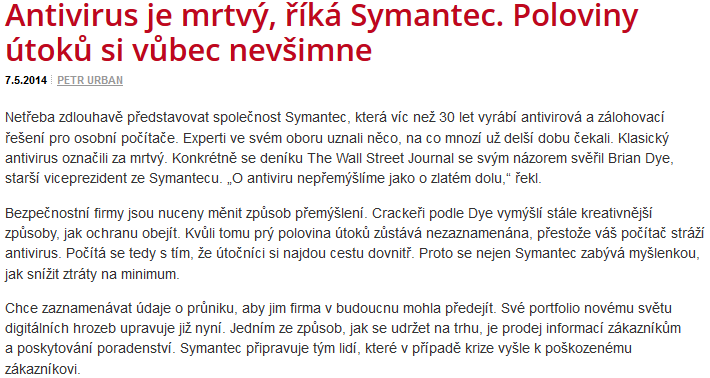 Antivirus je mrtvý, říká Symantec. Poloviny
útoků si vůbec nevšimne
7.5.2014 PETR URBAN
Netřeba zdlouhavě představovat společnost Symantec, která víc než 30 let vyrábí antivirová a zálohovací
řešení pro osobní počítače. Experti ve svém oboru uznali něco, na co mnozí už delší dobu čekali. Klasický
antivirus označili za mrtvý. Konkrétně se deníku The Wall Street Journal se svým názorem svěřil Brian Dye,
starší viceprezident ze Symantecu. „O antiviru nepřemýšlíme jako o zlatém dolu,“ řekl.
Bezpečnostní firmy jsou nuceny měnit způsob přemýšlení. Crackeři podle Dye vymýšlí stále kreativnější
způsoby, jak ochranu obejít. Kvůli tomu prý polovina útoků zůstává nezaznamenána, přestože váš počítač stráží
antivirus. Počítá se tedy s tím, že útočníci si najdou cestu dovnitř. Proto se nejen Symantec zabývá myšlenkou,
jak snížit ztráty na minimum.
Chce zaznamenávat údaje o průniku, aby jim firma v budoucnu mohla předejít. Své portfolio novému světu
digitálních hrozeb upravuje již nyní. Jedním ze způsob, jak se udržet na trhu, je prodej informací zákazníkům
a poskytování poradenství. Symantec připravuje tým lidí, které v případě krize vyšle k poškozenému
zákazníkovi.